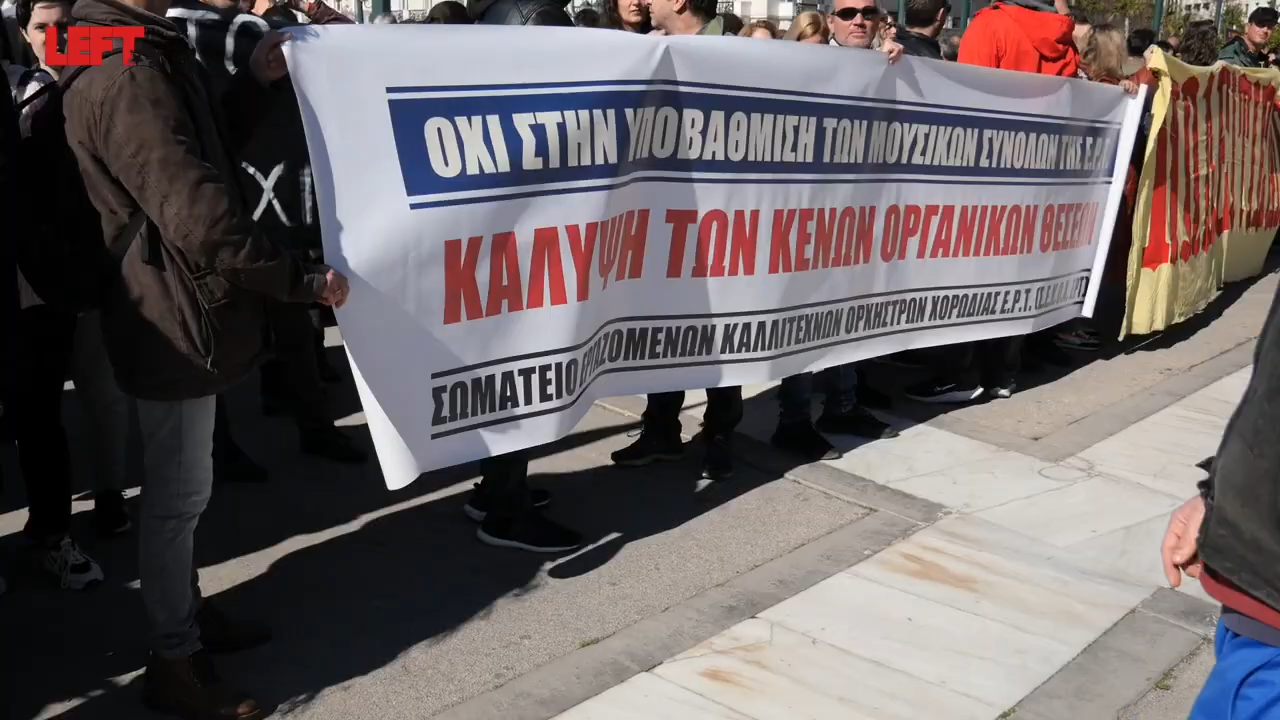 LEFT
ΟΧΙ ΣΤΗΝ ΥΠΟΒΑΘΜΙΣΗ ΤΩΝ ΜΟΥΣΙΚΩΝ ΣΥΝΟΛΩΝ ΤΗΣ Ε.Ρ.Τ.
ΚΑΛΥΨΗ ΤΩΝ ΚΕΝΩΝ ΟΡΓΑΝΙΚΩΝ ΘΕΣΕΩΝ
ΣΩΜΑΤΕΙΟ ΕΡΓΑΖΟΜΕΝΩΝ ΚΑΛΛΙΤΕΧΝΩΝ ΟΡΧΗΣΤΡΩΝ ΧΟΡΩΔΙΑΣ Ε.Ρ.Τ.